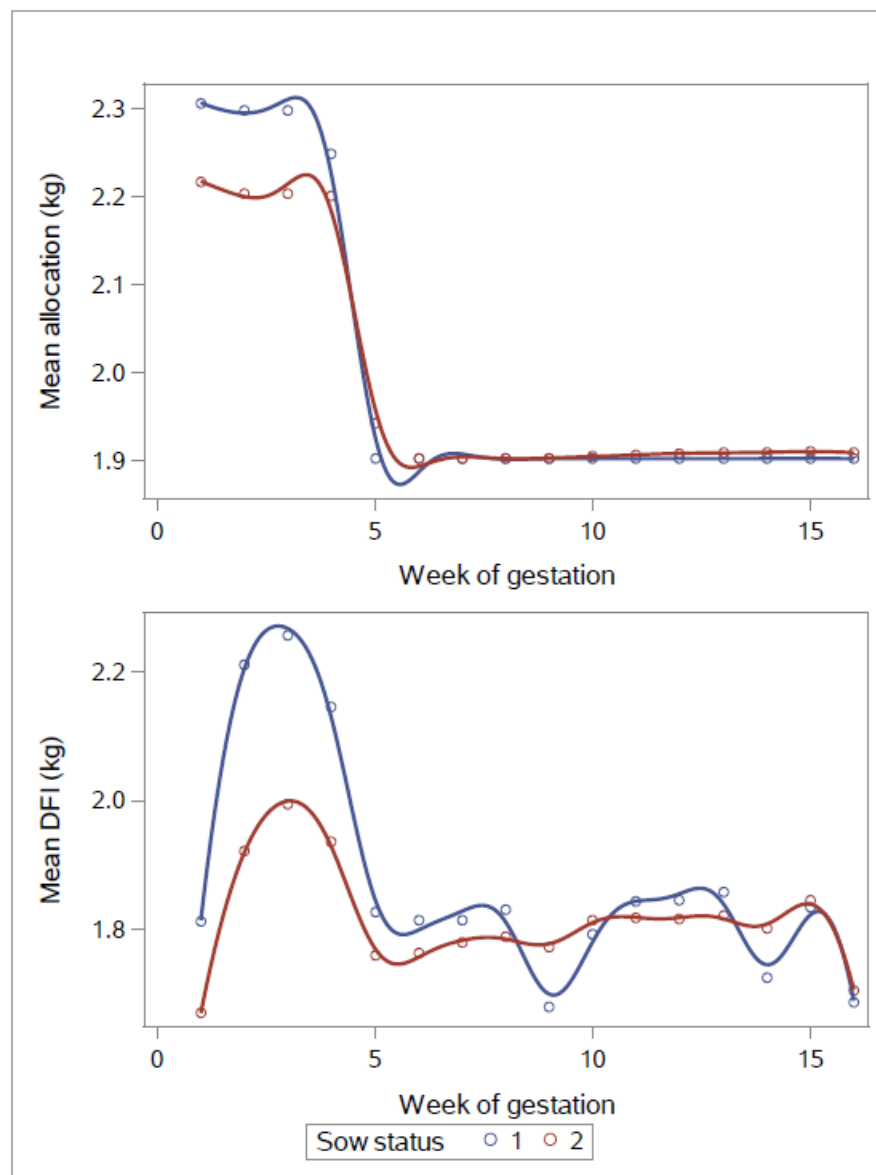 2.3
2.2
2.1
2.0
1.9
Mean allocation (kg)
0 5 10 15
Week of gestation
2.2
2.0
1.8
Mean DFI (kg)
0 5 10 15
Week of gestation
Sow status 1 2